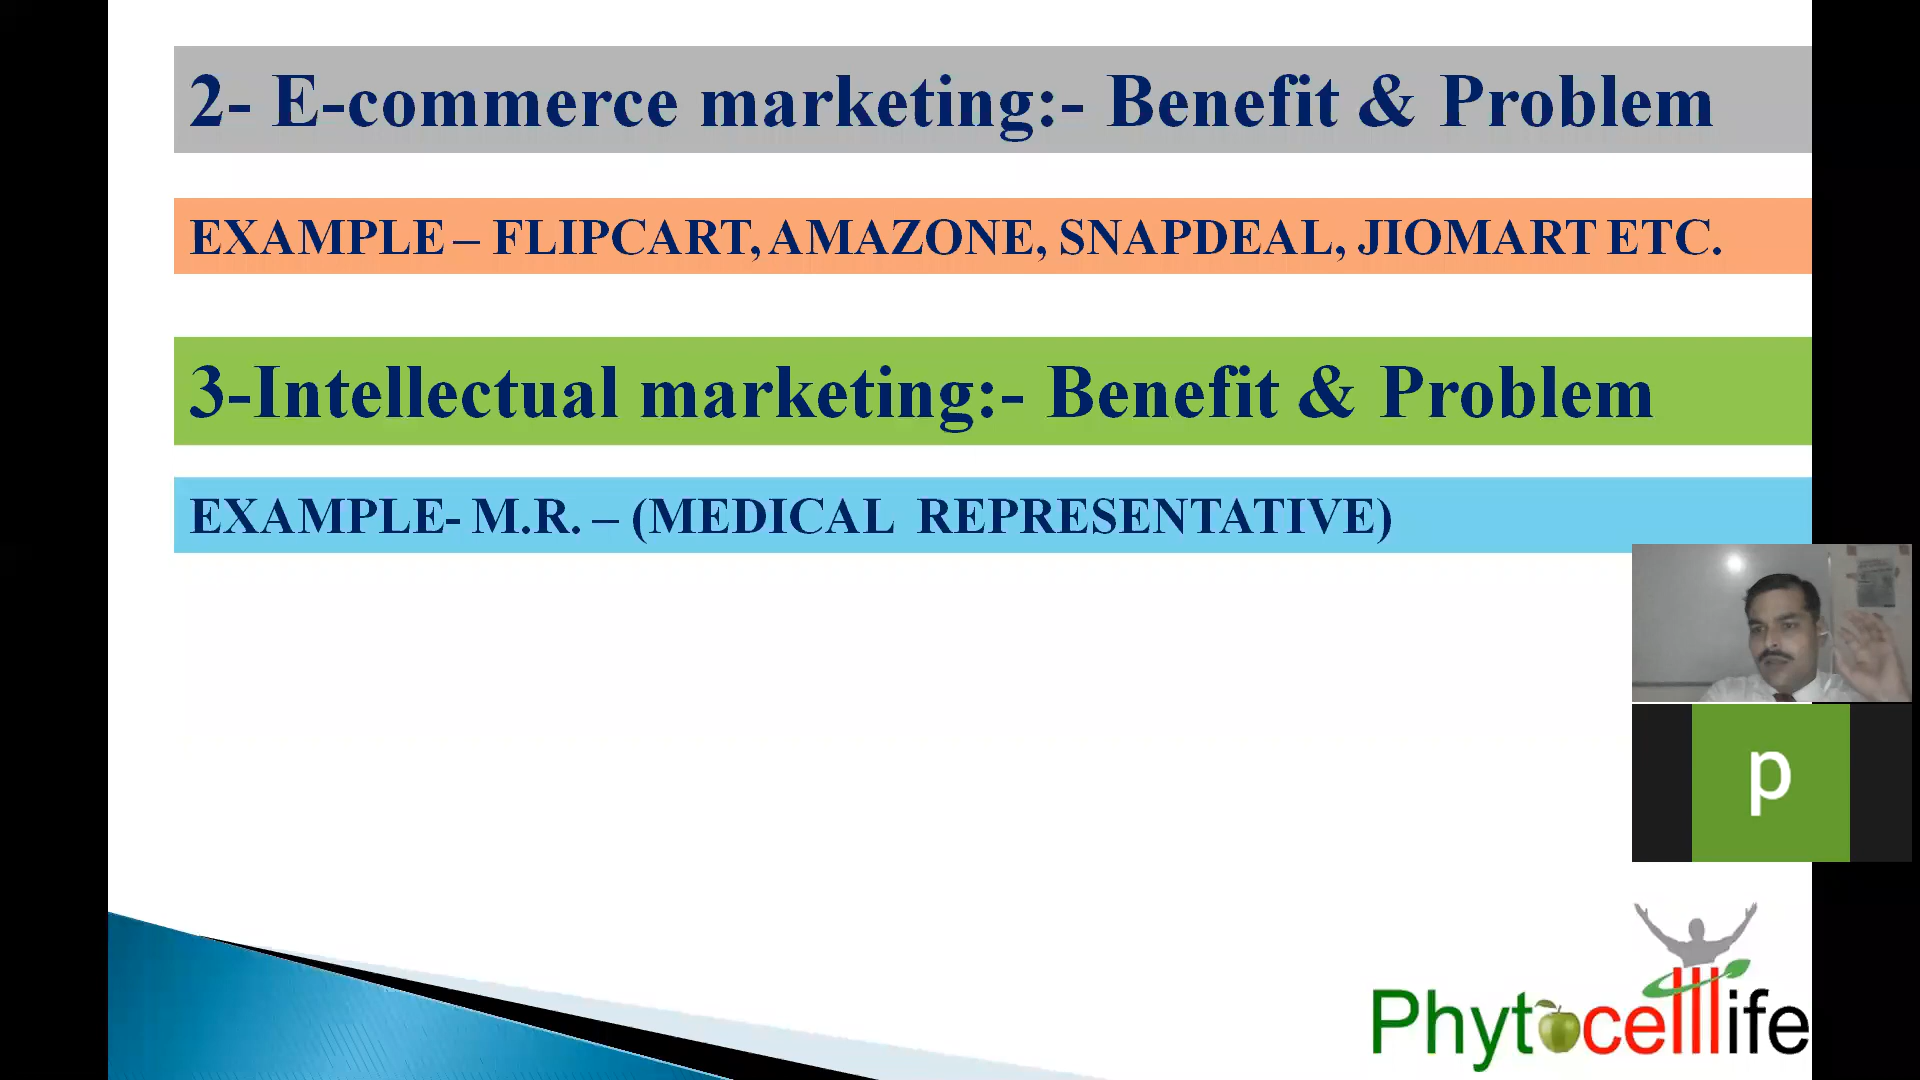 2- E-commerce marketing:- Benefit & Problem
EXAMPLE – FLIPCART, AMAZONE, SNAPDEAL, JIOMART ETC.
3-Intellectual marketing:- Benefit & Problem
EXAMPLE- M.R. – (MEDICAL REPRESENTATIVE)
p
Phytocelllife